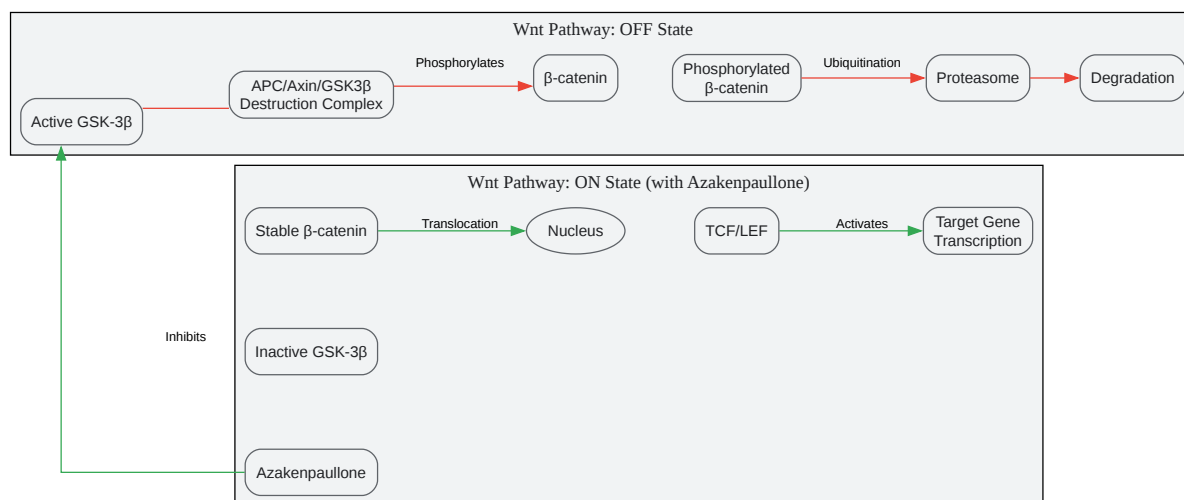 Wnt Pathway: OFF State
Phosphorylates
Ubiquitination
APC/Axin/GSK3β
Destruction Complex
β-catenin
Phosphorylated
β-catenin
Proteasome
Degradation
Active GSK-3β
Wnt Pathway: ON State (with Azakenpaullone)
Stable β-catenin
Translocation
Nucleus
TCF/LEF
Activates
Target Gene
Transcription
Inhibits
Inactive GSK-3β
Azakenpaullone